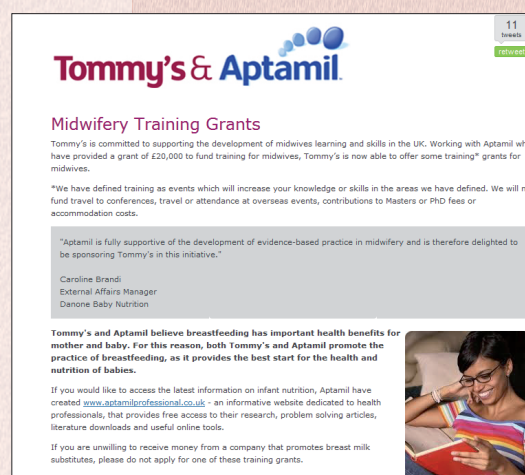 11
tweets
retweet
Tommy's & Aptamil
Midwifery Training Grants
Tommy's is committed to supporting the development of midwives learning and skills in the UK. Working with Aptamil
have provided a grant of £20,000 to fund training for midwives, Tommy's is now able to offer some training* grants for
midwives.
*We have defined training as events which will increase your knowledge or skills in the areas we have defined. We will
fund travel to conferences, travel or attendance at overseas events, contributions to Masters or PhD fees or
accommodation costs.
"Aptamil is fully supportive of the development of evidence-based practice in midwifery and is therefore delighted to
be sponsoring Tommy's in this initiative."
Caroline Brandi
External Affairs Manager
Danone Baby Nutrition
Tommy's and Aptamil believe breastfeeding has important health benefits for
mother and baby. For this reason, both Tommy's and Aptamil promote the
practice of breastfeeding, as it provides the best start for the health and
nutrition of babies.
If you would like to access the latest information on infant nutrition, Aptamil have
created www.aptamilprofessional.co.uk - an informative website dedicated to health
professionals, that provides free access to their research, problem solving articles,
literature downloads and useful online tools.
If you are unwilling to receive money from a company that promotes breast milk
substitutes, please do not apply for one of these training grants.